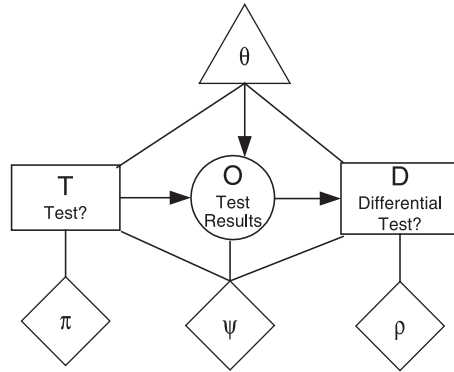 θ
T
Test?
O
Test
Results
D
Differential
Test?
π
ψ
ρ